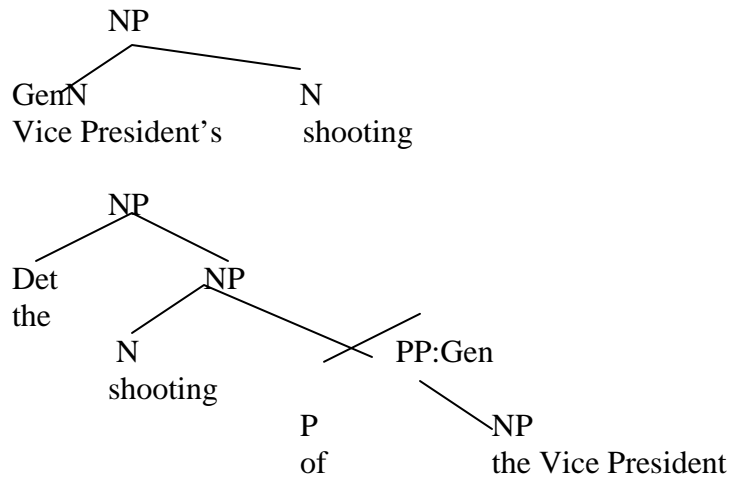 NP
GenN N
Vice President’s shooting
NP
Det NP
the
N PP:Gen
shooting
P NP
of the Vice President